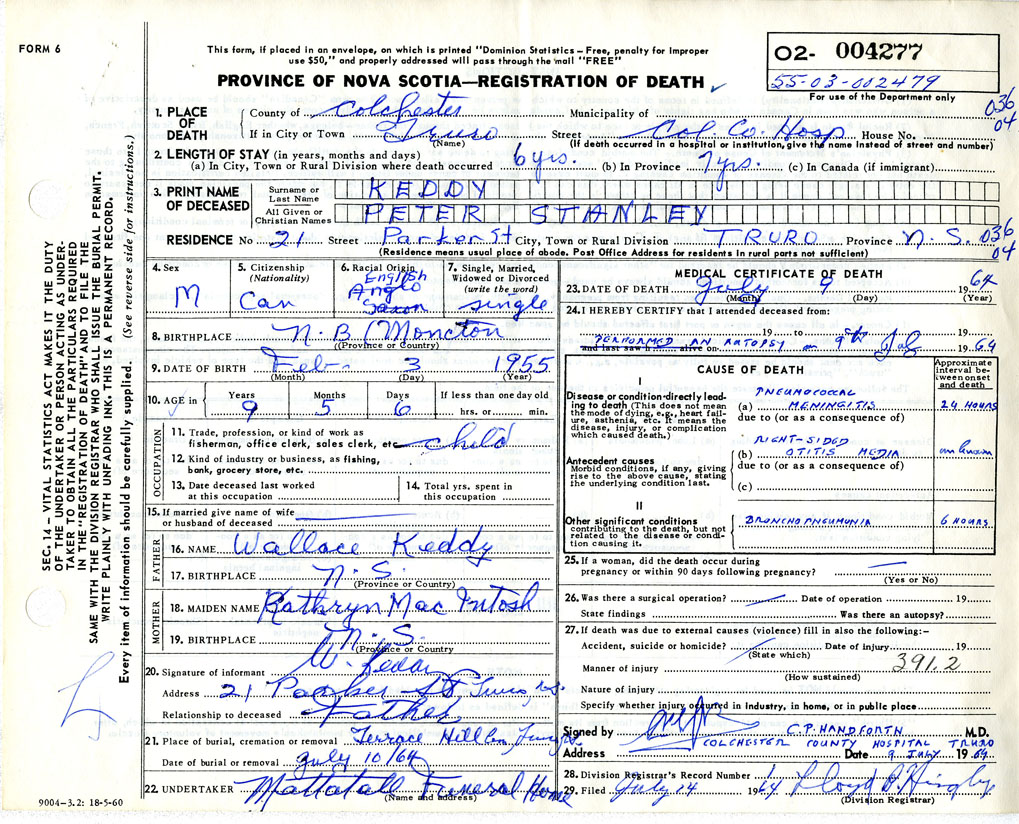 FORM 6
This form, if placed in an envelope, on which is printed "Dominion Statistics – Free, penalty for improper
use $50," and properly addressed will pass through the mail "FREE"
O2- 004277
55-03-002479
For use of the Department only
PROVINCE OF NOVA SCOTIA—REGISTRATION OF DEATH
036
04
1. PLACE OF DEATH
County of Colchester Municipality of
If in City or Town Truro Street Col. Co. Hosp. House No.
(Name) (If death occurred in a hospital or institution, give the name instead of street and number)
2. LENGTH OF STAY (in years, months and days)
(a) In City, Town or Rural Division where death occurred 6 yrs. (b) In Province 7 yrs. (c) In Canada (if immigrant)
3. PRINT NAME OF DECEASED
Surname or Last Name KEDDY
All Given or Christian Names PETER STANLEY
RESIDENCE No. 21 Street Parker St City, Town or Rural Division TRURO Province N.S. 036
04
(Residence means usual place of abode. Post Office Address for residents in rural parts not sufficient)
4. Sex
M
5. Citizenship
(Nationality)
Can
6. Racial Origin
English
Anglo
Saxon
7. Single, Married,
Widowed or Divorced
(write the word)
single
8. BIRTHPLACE N.B. (Moncton
(Province or Country)
9. DATE OF BIRTH Feb. 3 1955
(Month) (Day) (Year)
10. AGE in
Years 9
Months 5
Days 6
If less than one day old
hrs. or min.
OCCUPATION
11. Trade, profession, or kind of work as
fisherman, office clerk, sales clerk, etc. child
12. Kind of industry or business, as fishing,
bank, grocery store, etc.
13. Date deceased last worked
at this occupation
14. Total yrs. spent in
this occupation
15. If married give name of wife
or husband of deceased
FATHER
16. NAME Wallace Keddy
17. BIRTHPLACE N.S.
(Province or Country)
MOTHER
18. MAIDEN NAME Kathryn Mac Intosh
19. BIRTHPLACE N.S.
(Province or Country)
20. Signature of informant W. Keddy
Address 21 Parker St, Truro N.S.
Relationship to deceased Father
21. Place of burial, cremation or removal Terrace Hill Truro
Date of burial or removal July 10/64
22. UNDERTAKER Mattatall Funeral Home
(Name and address)
9004-3.2: 18-5-60
MEDICAL CERTIFICATE OF DEATH
23. DATE OF DEATH July 9 1964
(Month) (Day) (Year)
24. I HEREBY CERTIFY that I attended deceased from:
19 to 19
and last saw h alive on
PERFORMED AN AUTOPSY on 9th July 1964
CAUSE OF DEATH
Approximate
interval be-
tween onset
and death
I
Disease or condition directly lead-
ing to death (This does not mean
the mode of dying, e.g., heart fail-
ure, asthenia, etc. It means the
disease, injury, or complication
which caused death.)
PNEUMOCOCCAL
(a) MENINGITIS 24 HOURS
due to (or as a consequence of)
Antecedent causes
Morbid conditions, if any, giving
rise to the above cause, stating
the underlying condition last.
RIGHT-SIDED
(b) OTITIS MEDIA unknown
due to (or as a consequence of)
(c)
II
Other significant conditions
contributing to the death, but not
related to the disease or condi-
tion causing it.
BRONCHOPNEUMONIA 6 HOURS
25. If a woman, did the death occur during
pregnancy or within 90 days following pregnancy?
(Yes or No)
26. Was there a surgical operation? Date of operation 19
State findings Was there an autopsy?
27. If death was due to external causes (violence) fill in also the following:–
Accident, suicide or homicide? Date of injury 19
(State which)
Manner of injury 391.2
(How sustained)
Nature of injury
Specify whether injury occurred in Industry, in home, or in public place
Signed by C.P. HANDFORTH M.D.
Address COLCHESTER COUNTY HOSPITAL TRURO
Date 9 JULY 1964
28. Division Registrar's Record Number
29. Filed July 14 1964
(Division Registrar)
SEC. 14 – VITAL STATISTICS ACT MAKES IT THE DUTY
OF THE UNDERTAKER OR PERSON ACTING AS UNDER-
TAKER TO OBTAIN ALL THE PARTICULARS REQUIRED
IN THE "REGISTRATION OF DEATH" AND TO FILE THE
SAME WITH THE DIVISION REGISTRAR WHO SHALL ISSUE THE BURIAL PERMIT.
WRITE PLAINLY WITH UNFADING INK. THIS IS A PERMANENT RECORD.
Every item of information should be carefully supplied. (See reverse side for instructions.)